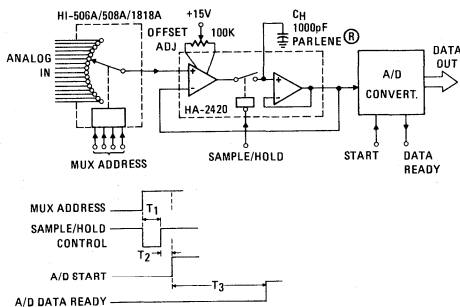 HI-506A/508A/1818A
ANALOG
IN
MUX ADDRESS
+15V
OFFSET
ADJ
100K
+
-
HA-2420
+
-
SAMPLE/HOLD
CH
1000pF
PARLENE ®
A/D
CONVERT.
DATA
OUT
START
DATA
READY
MUX ADDRESS
T1
SAMPLE/HOLD
CONTROL
T2
A/D START
T3
A/D DATA READY